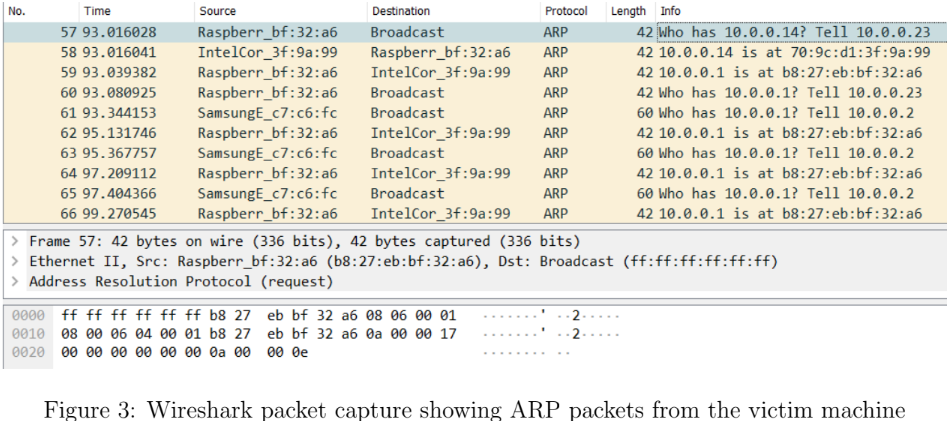 No. Time Source Destination Protocol Length Info
57 93.016028 Raspberr_bf:32:a6 Broadcast ARP 42 Who has 10.0.0.14? Tell 10.0.0.23
58 93.016041 IntelCor_3f:9a:99 Raspberr_bf:32:a6 ARP 42 10.0.0.14 is at 70:9c:d1:3f:9a:99
59 93.039382 Raspberr_bf:32:a6 IntelCor_3f:9a:99 ARP 42 10.0.0.1 is at b8:27:eb:bf:32:a6
60 93.080925 Raspberr_bf:32:a6 Broadcast ARP 42 Who has 10.0.0.1? Tell 10.0.0.23
61 93.344153 SamsungE_c7:c6:fc Broadcast ARP 60 Who has 10.0.0.1? Tell 10.0.0.2
62 95.131746 Raspberr_bf:32:a6 IntelCor_3f:9a:99 ARP 42 10.0.0.1 is at b8:27:eb:bf:32:a6
63 95.367757 SamsungE_c7:c6:fc Broadcast ARP 60 Who has 10.0.0.1? Tell 10.0.0.2
64 97.209112 Raspberr_bf:32:a6 IntelCor_3f:9a:99 ARP 42 10.0.0.1 is at b8:27:eb:bf:32:a6
65 97.404366 SamsungE_c7:c6:fc Broadcast ARP 60 Who has 10.0.0.1? Tell 10.0.0.2
66 99.270545 Raspberr_bf:32:a6 IntelCor_3f:9a:99 ARP 42 10.0.0.1 is at b8:27:eb:bf:32:a6
> Frame 57: 42 bytes on wire (336 bits), 42 bytes captured (336 bits)
> Ethernet II, Src: Raspberr_bf:32:a6 (b8:27:eb:bf:32:a6), Dst: Broadcast (ff:ff:ff:ff:ff:ff)
> Address Resolution Protocol (request)
0000 ff ff ff ff ff ff b8 27 eb bf 32 a6 08 06 00 01 ·······' ··2·····
0010 08 00 06 04 00 01 b8 27 eb bf 32 a6 0a 00 00 17 ·······' ··2·····
0020 00 00 00 00 00 00 0a 00 00 0e ········ ··
Figure 3: Wireshark packet capture showing ARP packets from the victim machine